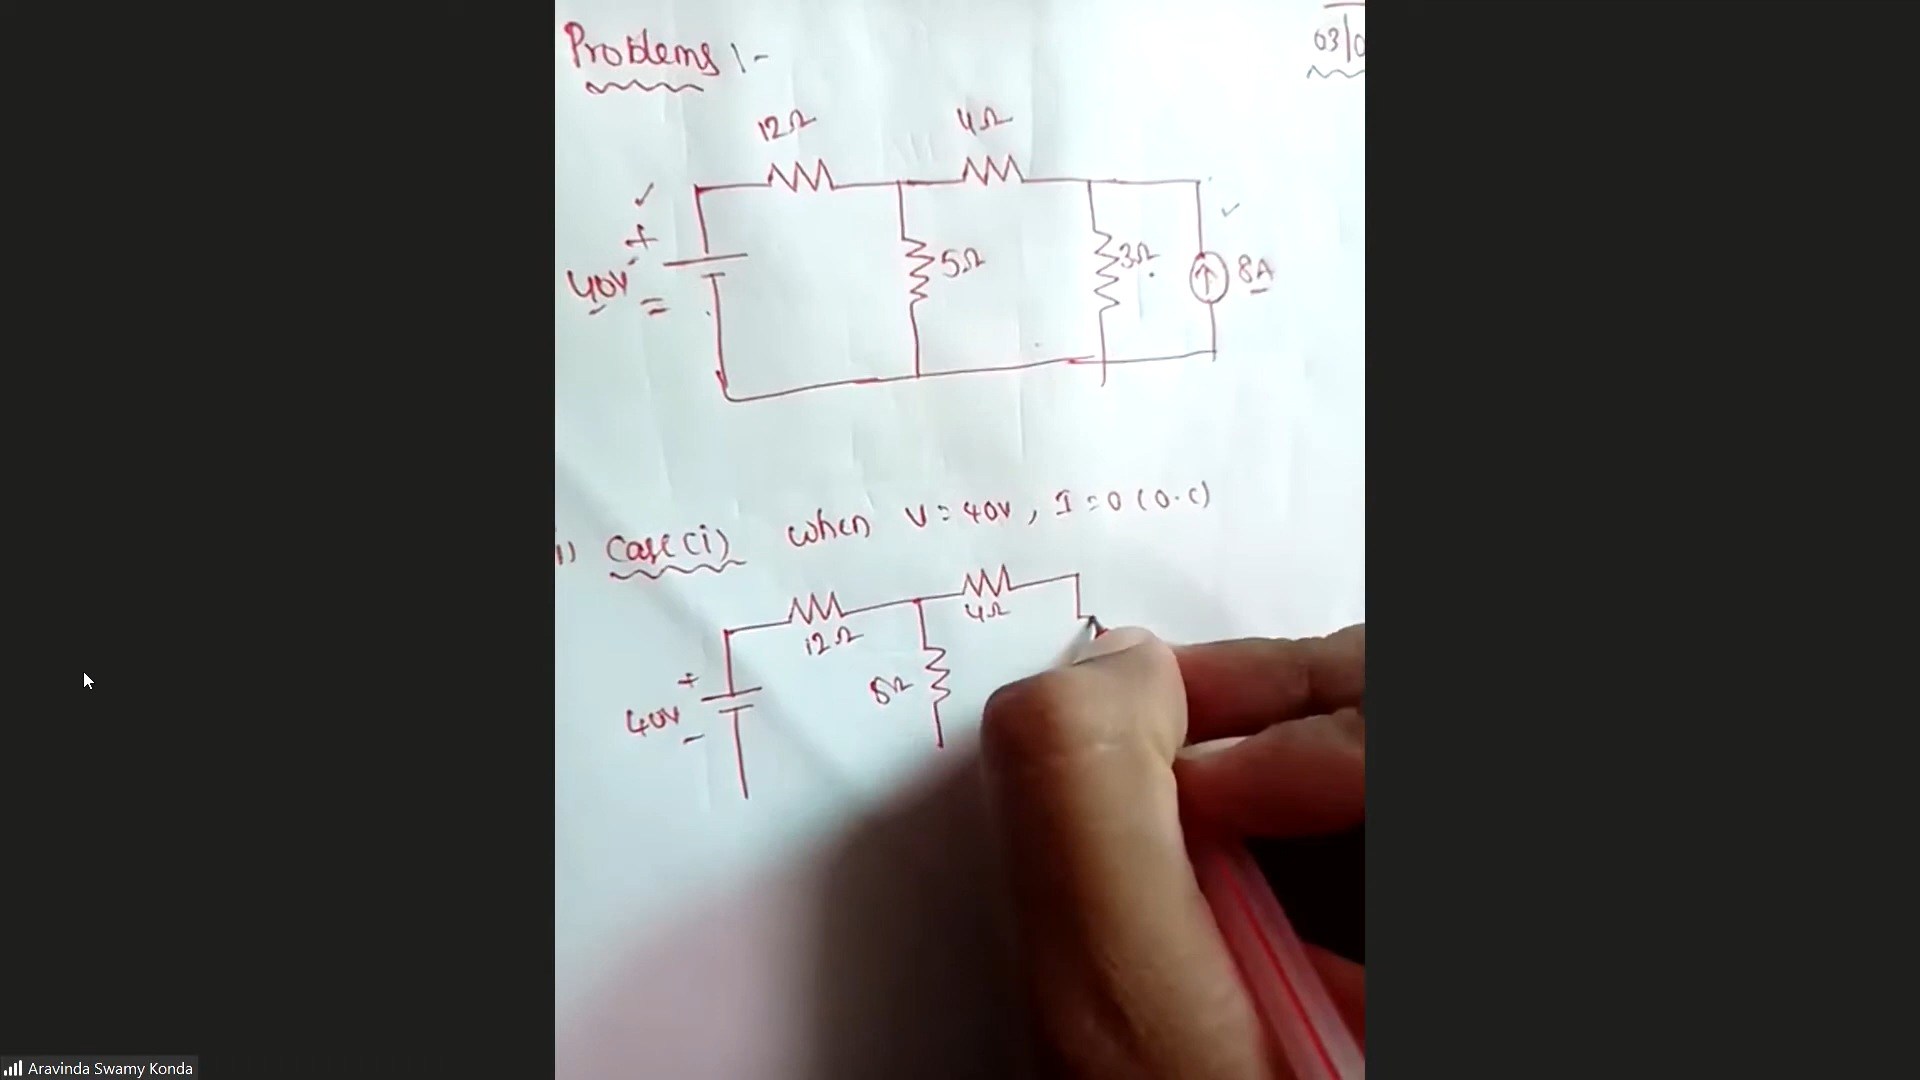 Problems :-
03/0
12Ω
4Ω
+
40V
5Ω
3Ω
8A
1) Case (i) when V = 40V, I = 0 (O.C)
12Ω
4Ω
+
40V
-
5Ω
Aravinda Swamy Konda